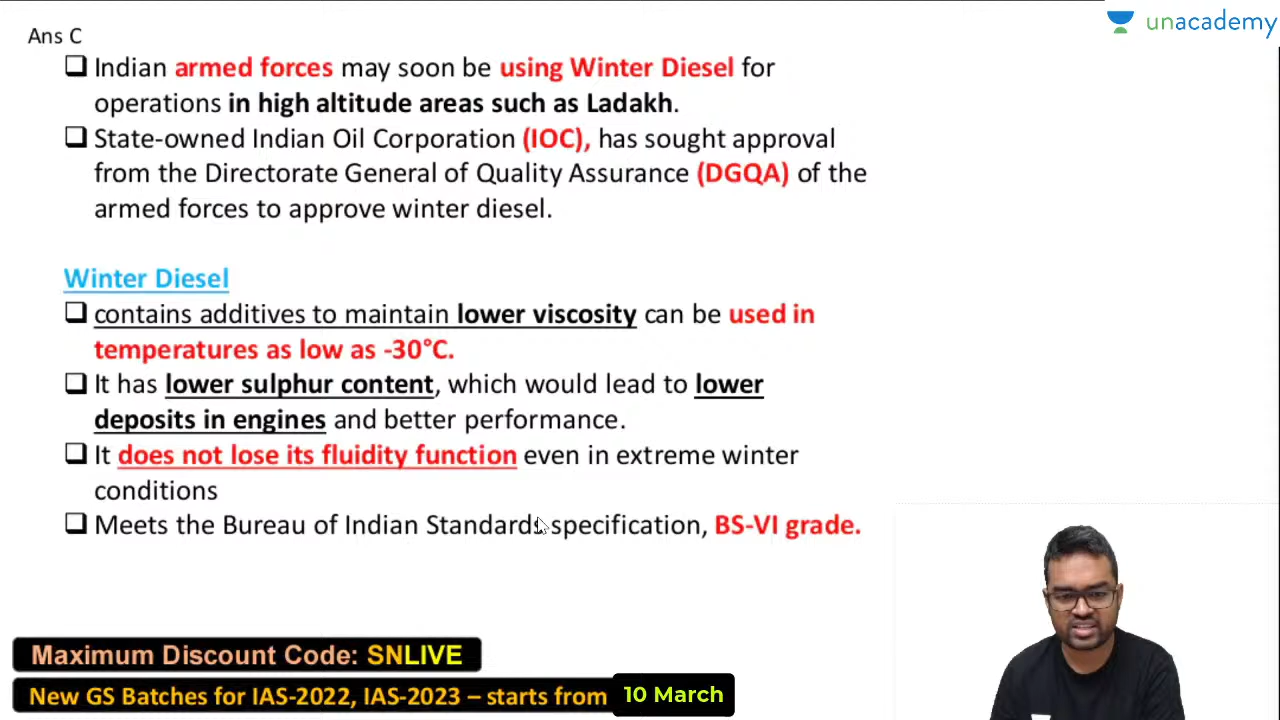 unacademy
Ans C
Indian armed forces may soon be using Winter Diesel for
operations in high altitude areas such as Ladakh.
State-owned Indian Oil Corporation (IOC), has sought approval
from the Directorate General of Quality Assurance (DGQA) of the
armed forces to approve winter diesel.
Winter Diesel
contains additives to maintain lower viscosity can be used in
temperatures as low as -30°C.
It has lower sulphur content, which would lead to lower
deposits in engines and better performance.
It does not lose its fluidity function even in extreme winter
conditions
Meets the Bureau of Indian Standards specification, BS-VI grade.
Maximum Discount Code: SNLIVE
New GS Batches for IAS-2022, IAS-2023 – starts from 10 March